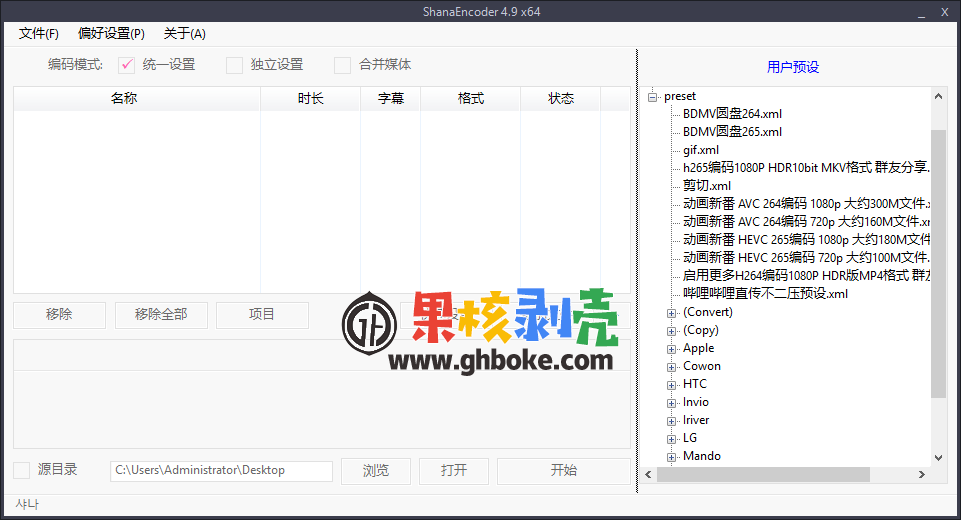 ShanaEncoder 4.9 x64
文件(F) 偏好设置(P) 关于(A)
编码模式: 统一设置 独立设置 合并媒体
名称 时长 字幕 格式 状态
移除 移除全部 项目
果核剥壳
www.ghboke.com
源目录 C:\Users\Administrator\Desktop 浏览 打开 开始
샤나
用户预设
preset
BDMV圆盘264.xml
BDMV圆盘265.xml
gif.xml
h265编码1080P HDR10bit MKV格式 群友分享.
剪切.xml
动画新番 AVC 264编码 1080p 大约300M文件.x
动画新番 AVC 264编码 720p 大约160M文件.xr
动画新番 HEVC 265编码 1080p 大约180M文件
动画新番 HEVC 265编码 720p 大约100M文件.
启用更多H264编码1080P HDR版MP4格式 群友
哔哩哔哩直传不二压预设.xml
(Convert)
(Copy)
Apple
Cowon
HTC
Invio
Iriver
LG
Mando